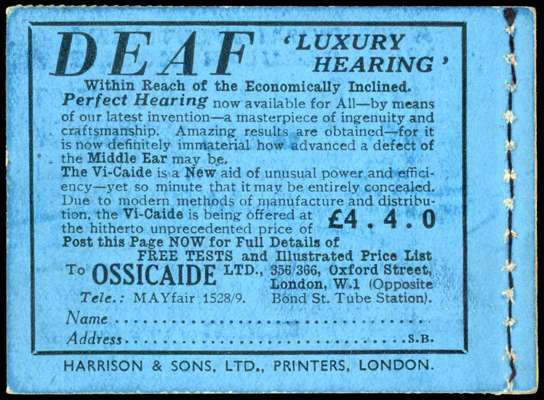 DEAF 'LUXURY
HEARING'
Within Reach of the Economically Inclined.
Perfect Hearing now available for All—by means
of our latest invention—a masterpiece of ingenuity and
craftsmanship. Amazing results are obtained—for it
is now definitely immaterial how advanced a defect of
the Middle Ear may be.
The Vi-Caide is a New aid of unusual power and effici-
ency—yet so minute that it may be entirely concealed.
Due to modern methods of manufacture and distribu-
tion, the Vi-Caide is being offered at
the hitherto unprecedented price of £4.4.0
Post this Page NOW for Full Details of
FREE TESTS and Illustrated Price List
To OSSICAIDE LTD., 356/366, Oxford Street,
London, W.1 (Opposite
Tele.: MAYfair 1528/9. Bond St. Tube Station).
Name ................................
Address ................................S.B.
HARRISON & SONS, LTD., PRINTERS, LONDON.